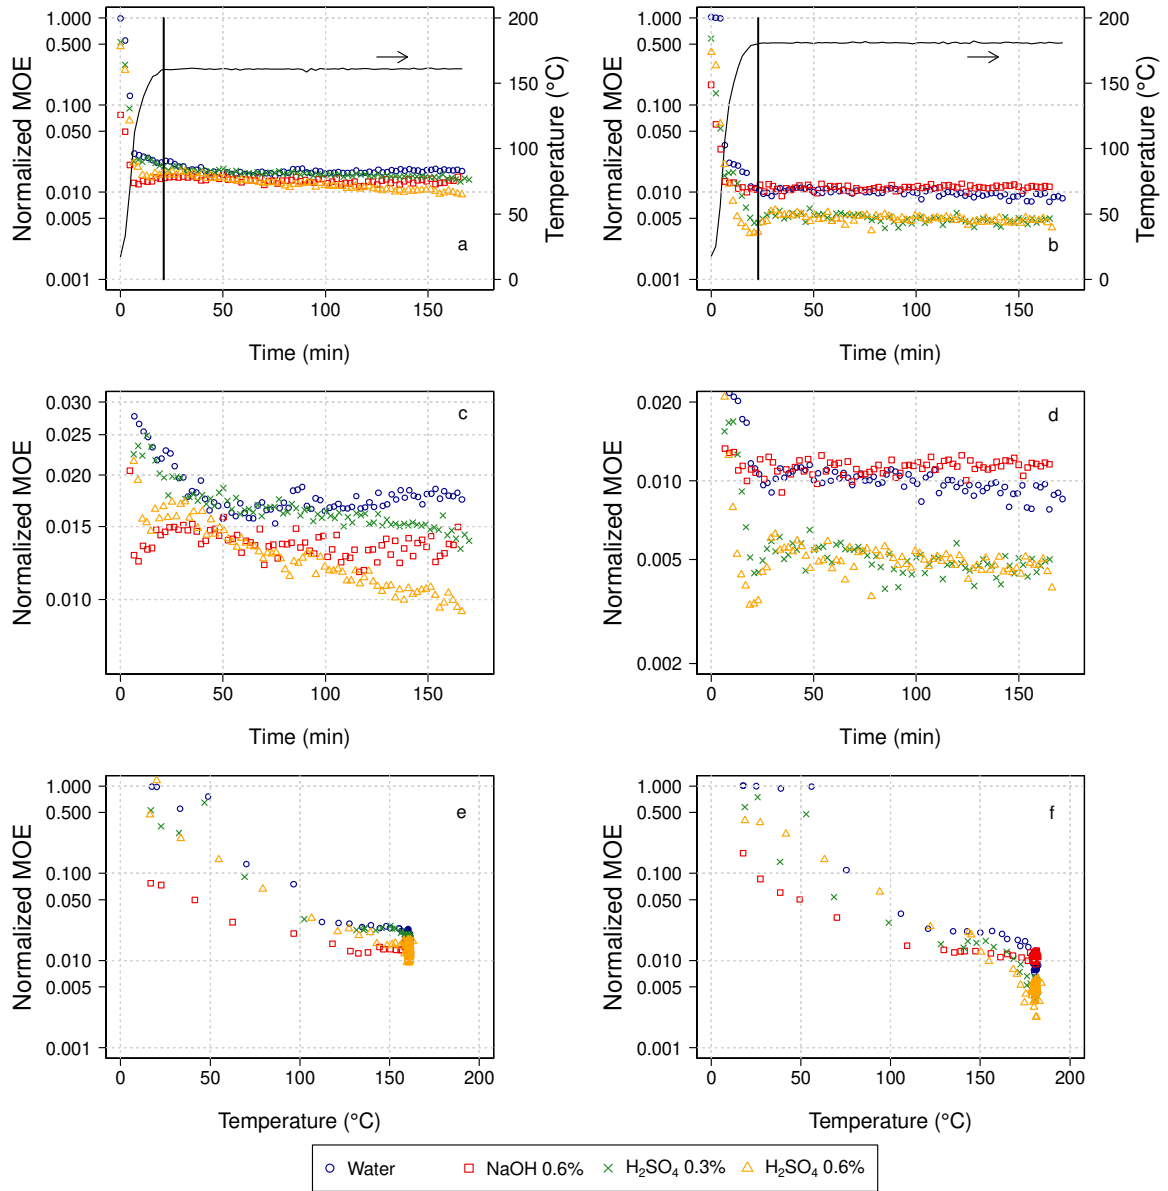 1.000
0.500
0.100
0.050
0.010
0.005
0.001
Normalized MOE
0 50 100 150
Time (min)
200
150
100
50
0
Temperature (°C)
a
1.000
0.500
0.100
0.050
0.010
0.005
0.001
Normalized MOE
0 50 100 150
Time (min)
200
150
100
50
0
Temperature (°C)
b
0.030
0.025
0.020
0.015
0.010
Normalized MOE
0 50 100 150
Time (min)
c
0.020
0.010
0.005
0.002
Normalized MOE
0 50 100 150
Time (min)
d
1.000
0.500
0.100
0.050
0.010
0.005
0.001
Normalized MOE
0 50 100 150 200
Temperature (°C)
e
1.000
0.500
0.100
0.050
0.010
0.005
0.001
Normalized MOE
0 50 100 150 200
Temperature (°C)
f
Water NaOH 0.6% H₂SO₄ 0.3% H₂SO₄ 0.6%